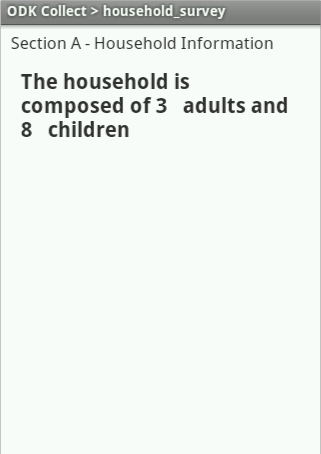 ODK Collect > household_survey
Section A - Household Information
The household is
composed of 3 adults and
8 children